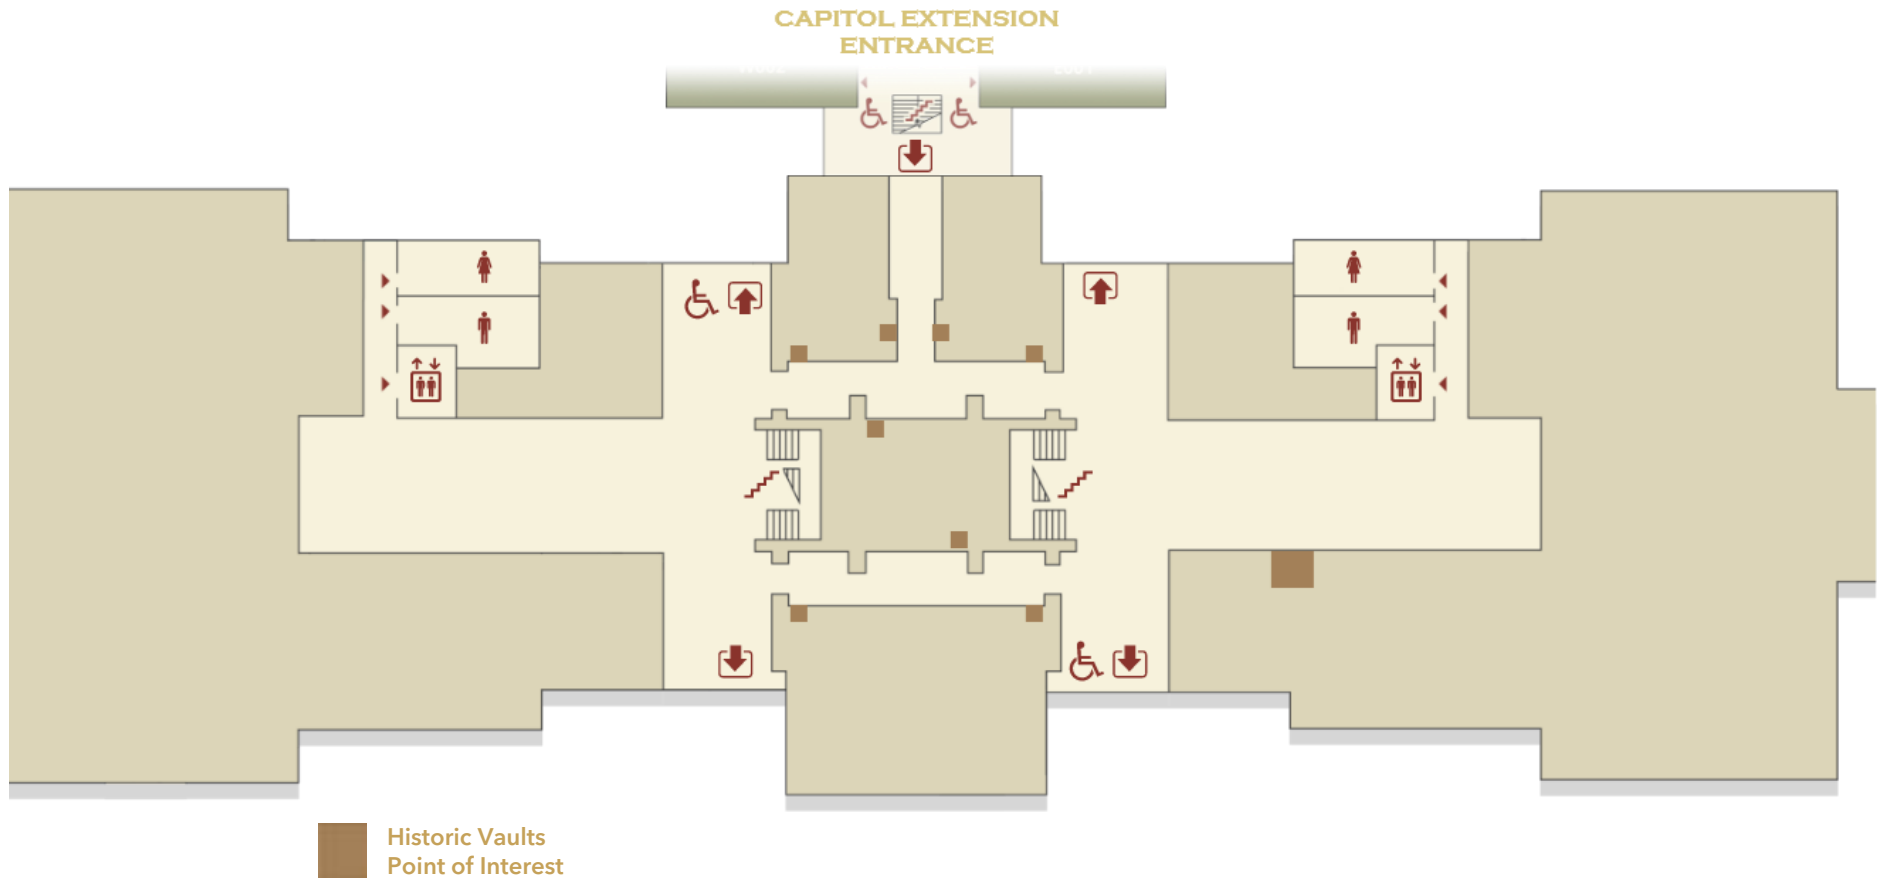 CAPITOL EXTENSION
ENTRANCE
Historic Vaults
Point of Interest